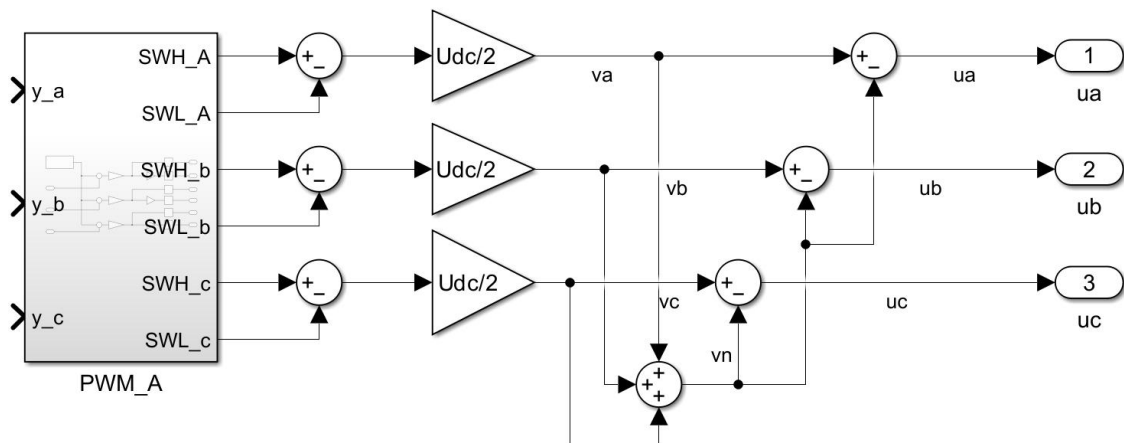 SWH_A
+
−
Udc/2
va
+
−
ua
1
ua
y_a
SWL_A
SWH_b
+
−
Udc/2
vb
+
−
ub
2
ub
y_b
SWL_b
SWH_c
+
−
Udc/2
vc
+
−
uc
3
uc
y_c
SWL_c
PWM_A
vn
+
+
+